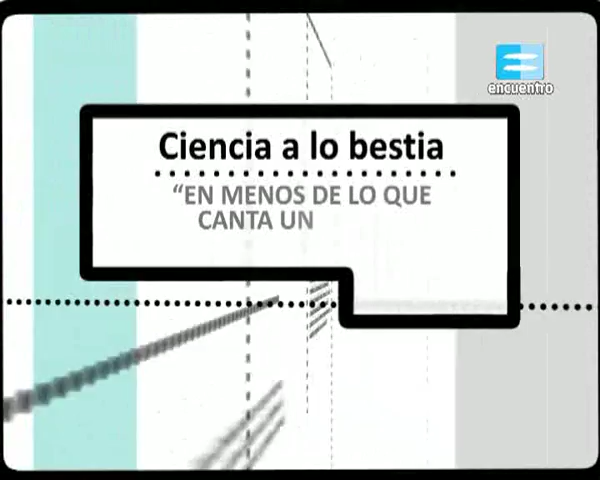 encuentro
Ciencia a lo bestia
“EN MENOS DE LO QUE
CANTA UN